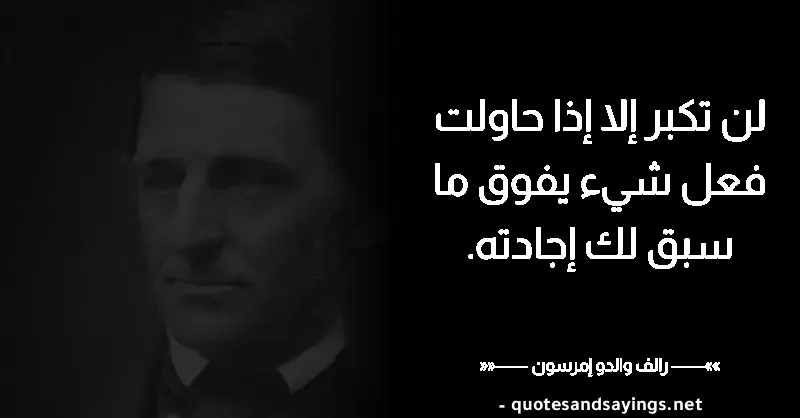 لن تكبر إلا إذا حاولت
فعل شيء يفوق ما
سبق لك إجادته.
»»—— رالف والدو إمرسون ——««
- quotesandsayings.net